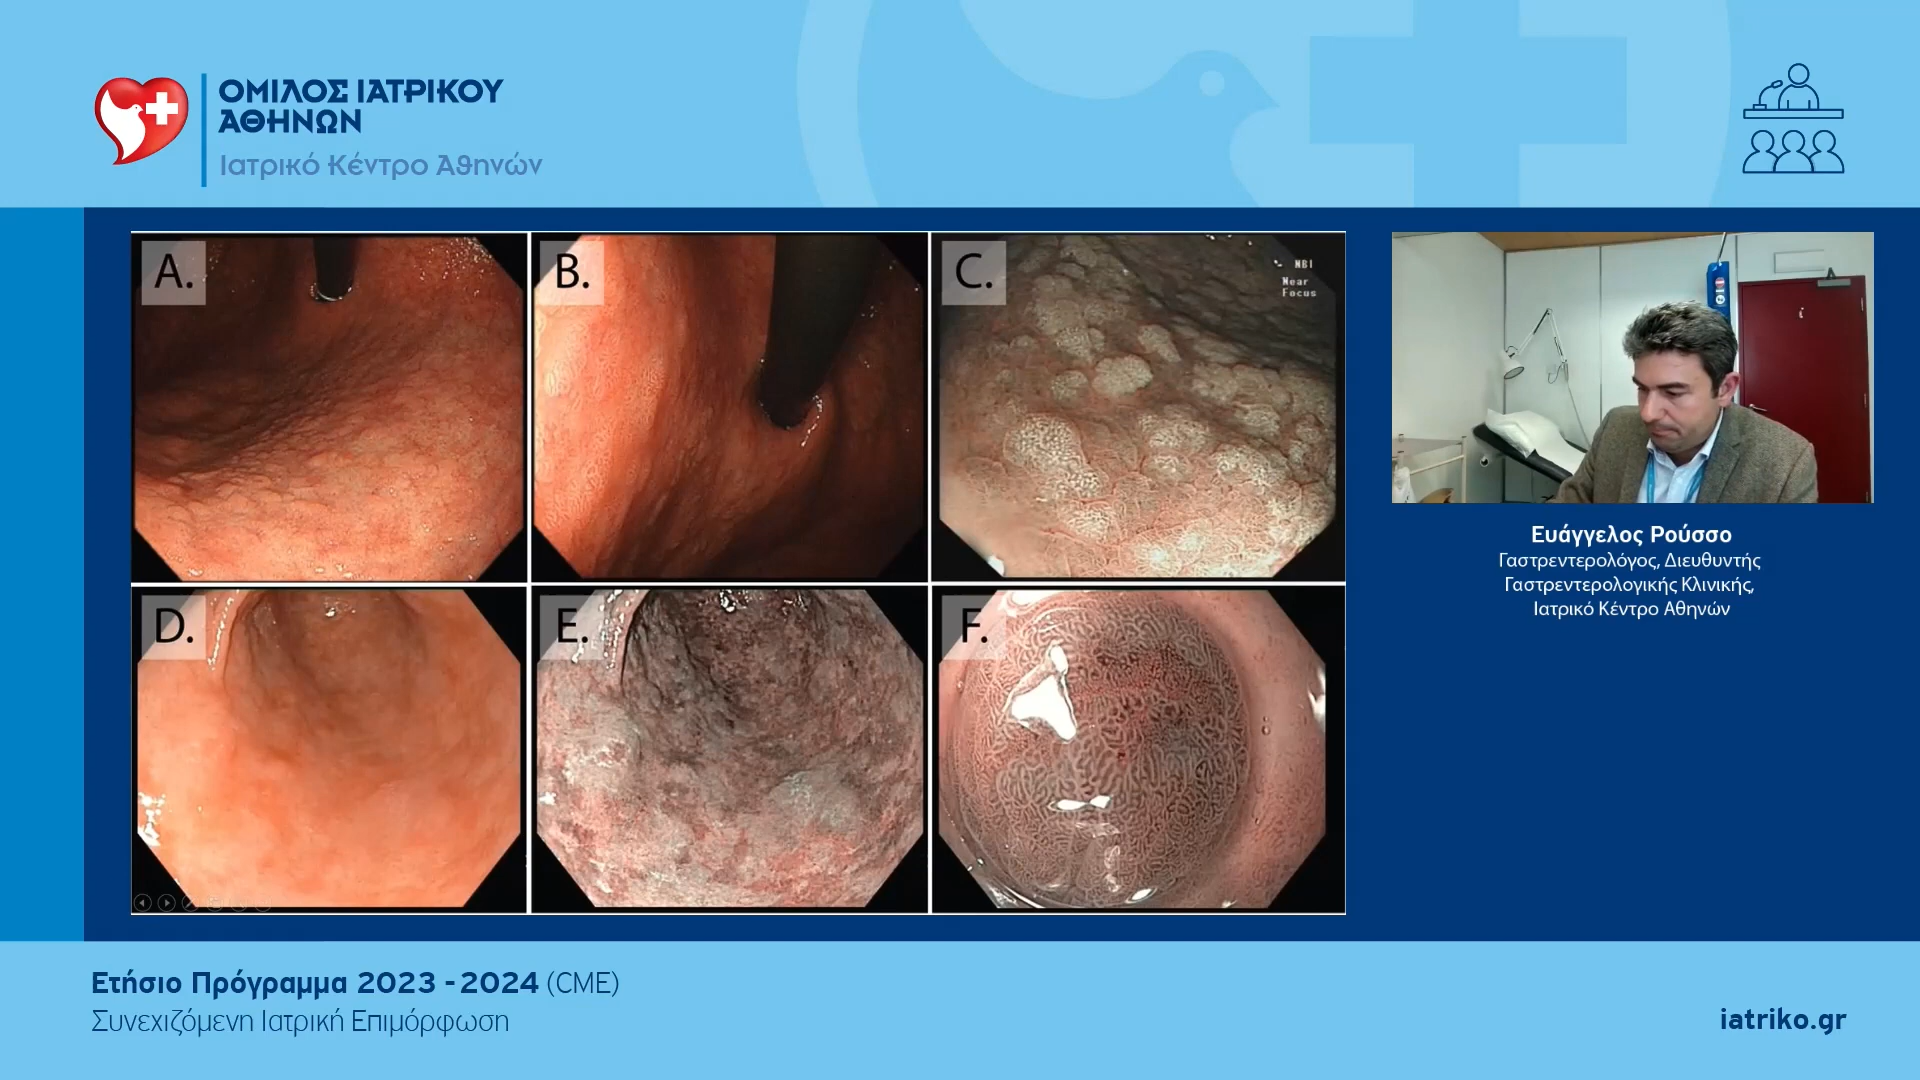 ΟΜΙΛΟΣ ΙΑΤΡΙΚΟΥ
ΑΘΗΝΩΝ
Ιατρικό Κέντρο Αθηνών
A.
B.
C.
NBI
Near
Focus
D.
E.
F.
Ευάγγελος Ρούσσο
Γαστρεντερολόγος, Διευθυντής
Γαστρεντερολογικής Κλινικής,
Ιατρικό Κέντρο Αθηνών
Ετήσιο Πρόγραμμα 2023 - 2024 (CME)
Συνεχιζόμενη Ιατρική Επιμόρφωση
iatriko.gr